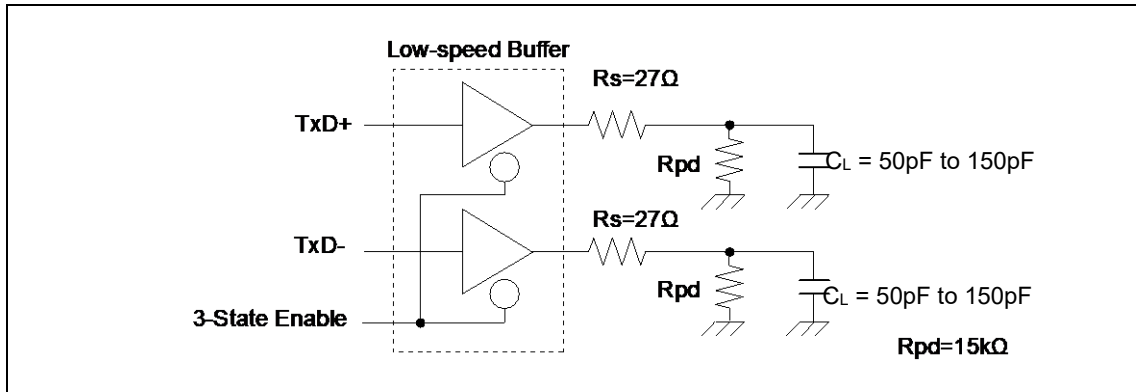 Low-speed Buffer
Rs=27Ω
TxD+
Rpd
CL = 50pF to 150pF
Rs=27Ω
TxD-
Rpd
CL = 50pF to 150pF
3-State Enable
Rpd=15kΩ